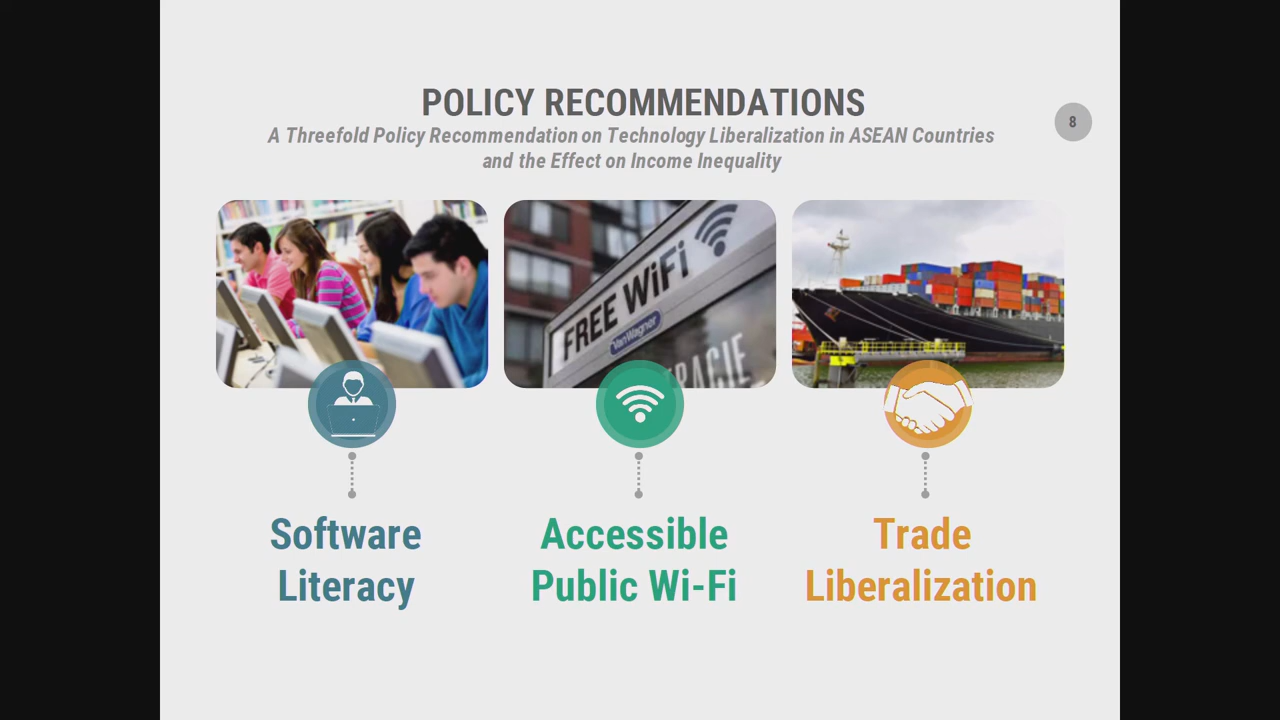 POLICY RECOMMENDATIONS
A Threefold Policy Recommendation on Technology Liberalization in ASEAN Countries
and the Effect on Income Inequality
8
FREE WiFi
VanWagner
Software
Literacy
Accessible
Public Wi-Fi
Trade
Liberalization